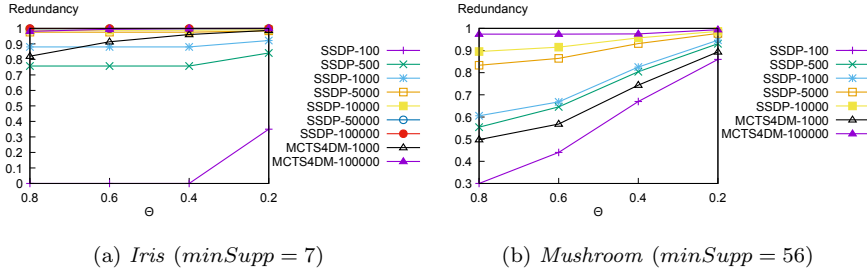 Redundancy
1
0.9
0.8
0.7
0.6
0.5
0.4
0.3
0.2
0.1
0
0.8 0.6 0.4 0.2
Θ
SSDP-100
SSDP-500
SSDP-1000
SSDP-5000
SSDP-10000
SSDP-50000
SSDP-100000
MCTS4DM-1000
MCTS4DM-100000
(a) Iris (minSupp = 7)
Redundancy
1
0.9
0.8
0.7
0.6
0.5
0.4
0.3
0.8 0.6 0.4 0.2
Θ
SSDP-100
SSDP-500
SSDP-1000
SSDP-5000
SSDP-10000
MCTS4DM-1000
MCTS4DM-100000
(b) Mushroom (minSupp = 56)